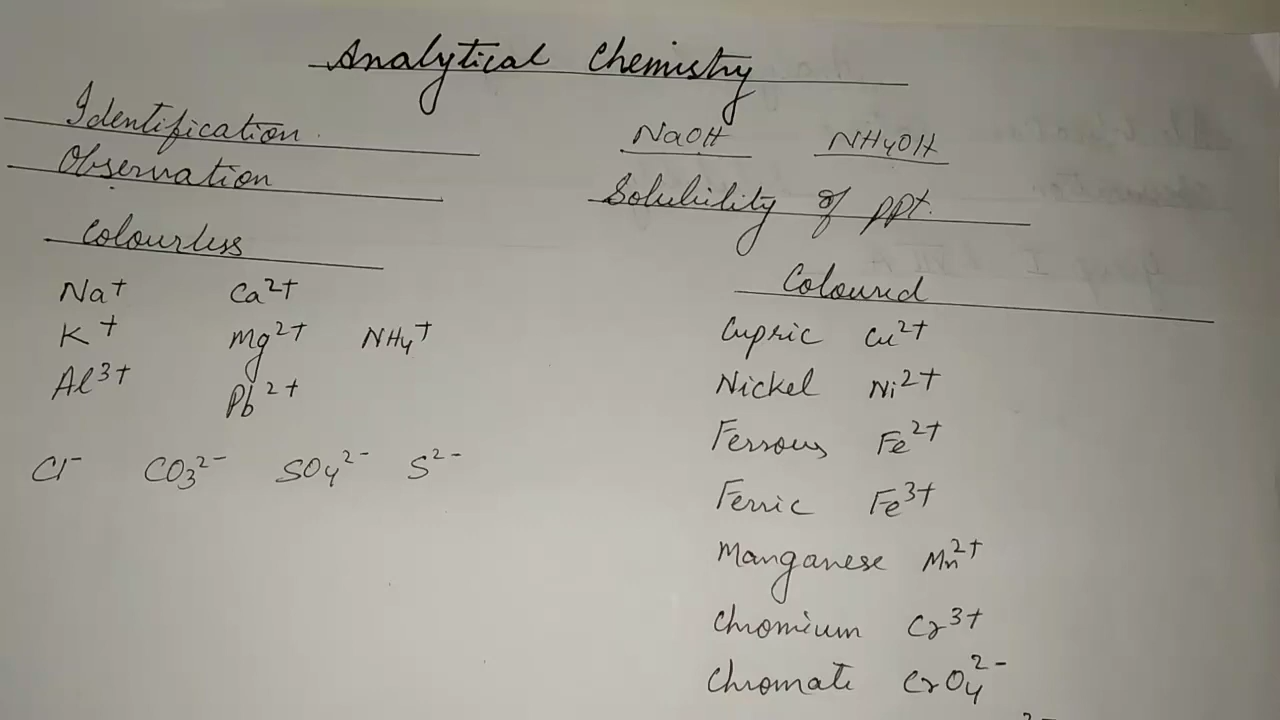 Analytical Chemistry
Identification
Observation
NaOH NH4OH
Solubility of ppt.
Colourless
Na+ Ca2+
K+ Mg2+ NH4+
Al3+ Pb2+
Cl- CO3 2- SO4 2- S2-
Coloured
Cupric Cu2+
Nickel Ni2+
Ferrous Fe2+
Ferric Fe3+
Manganese Mn2+
Chromium Cr3+
Chromate CrO4 2-